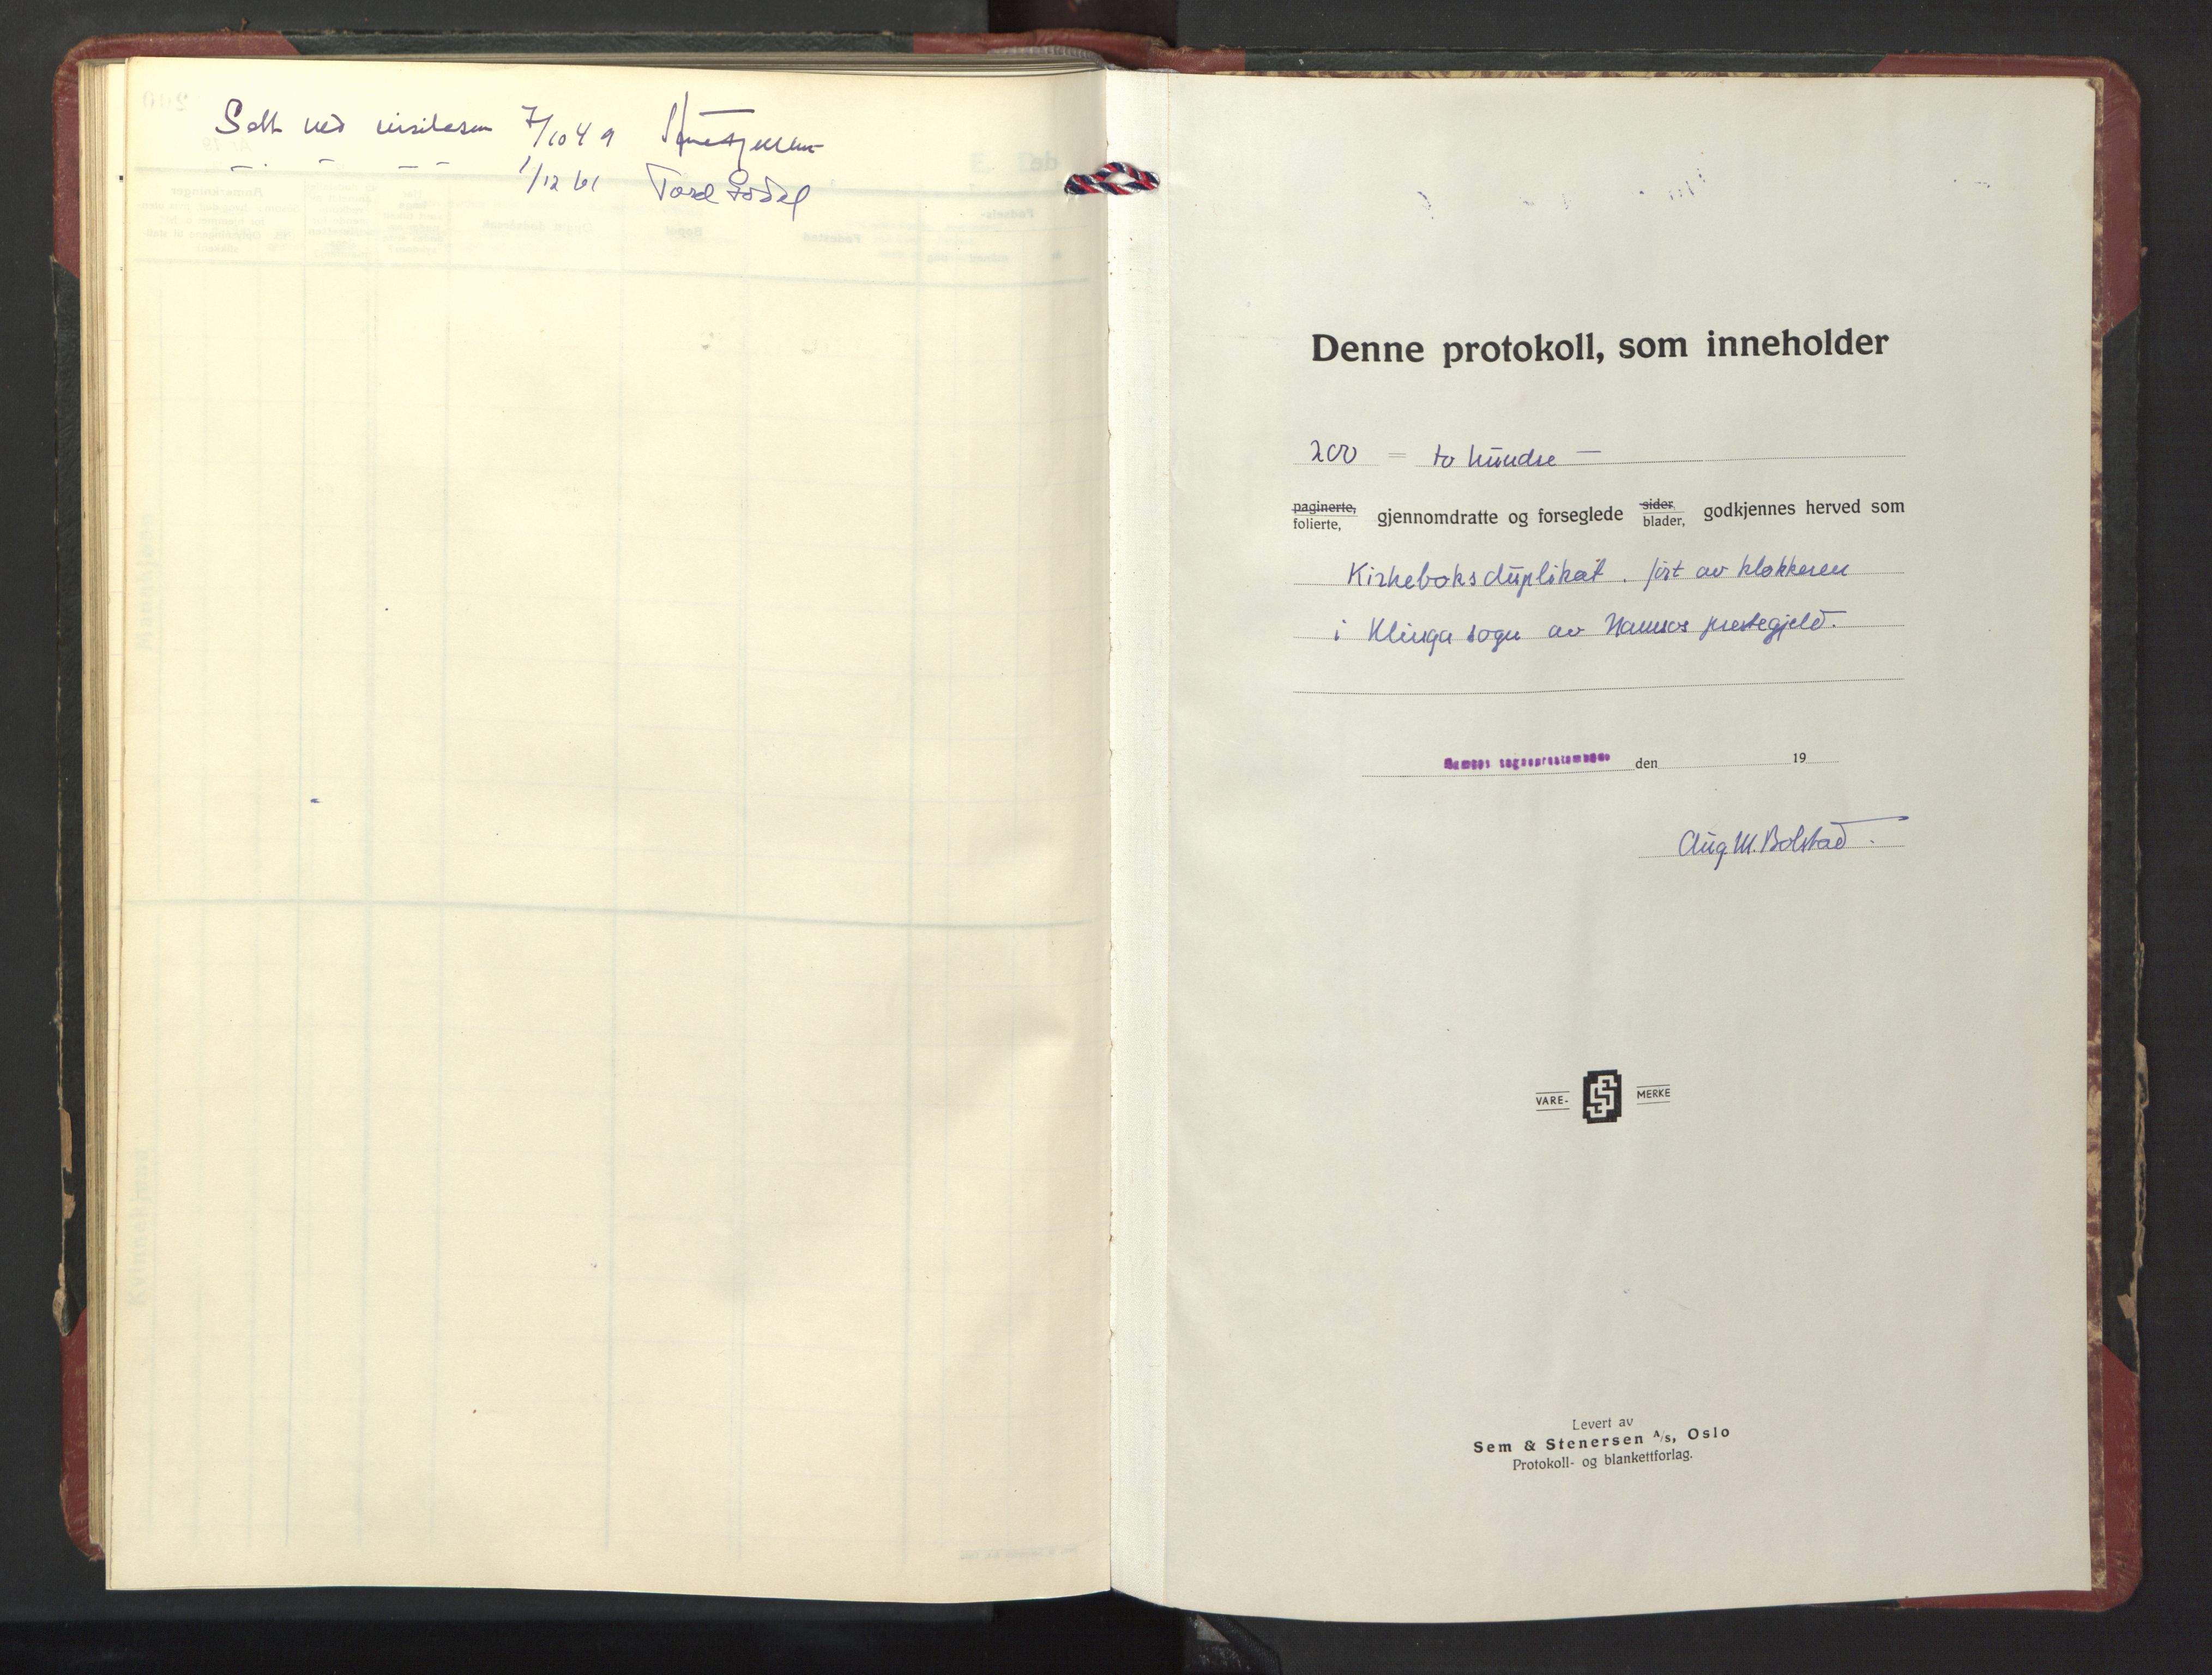 Sett ved visitasen 7/10 49
— . — — — 1/12 61 Tord Godal
Denne protokoll, som inneholder
200 = to hundre —
paginerte,
folierte, gjennomdratte og forseglede sider
blader, godkjennes herved som
Kirkeboksduplikat, ført av klokkeren
i Klinga sogn av Namsos prestegjeld.
Namsos sogneprestembede den 19
Aug M. Bolstad.
VARE- S MERKE
Levert av
Sem & Stenersen A/s, Oslo
Protokoll- og blankettforlag.